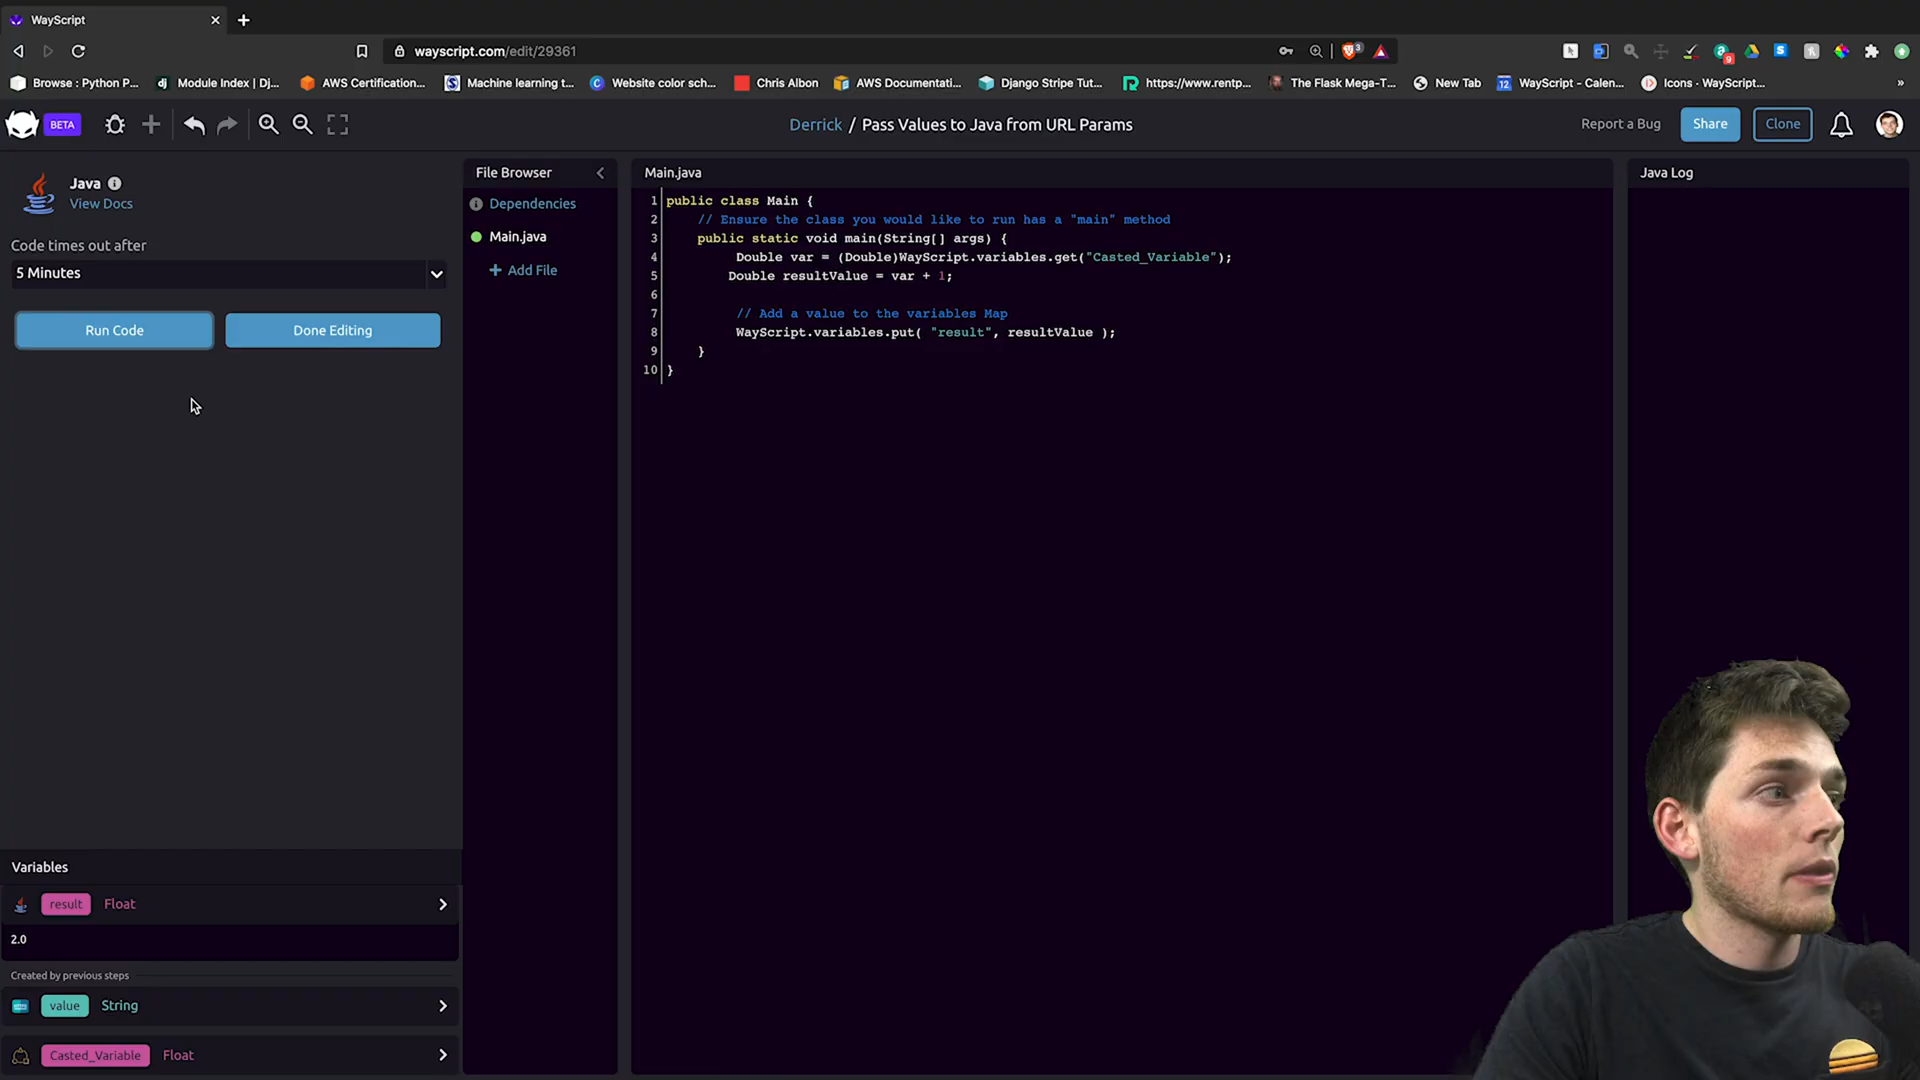 WayScript
wayscript.com/edit/29361
3
9
Browse : Python P...
Module Index | Dj...
AWS Certification...
Machine learning t...
Website color sch...
Chris Albon
AWS Documentati...
Django Stripe Tut...
https://www.rentp...
The Flask Mega-T...
New Tab
12
WayScript - Calen...
Icons · WayScript...
»
BETA
Derrick / Pass Values to Java from URL Params
Report a Bug
Share
Clone
Java
View Docs
Code times out after
5 Minutes
Run Code
Done Editing
File Browser
Dependencies
Main.java
+ Add File
Main.java
1 public class Main {
2 // Ensure the class you would like to run has a "main" method
3 public static void main(String[] args) {
4 Double var = (Double)WayScript.variables.get("Casted_Variable");
5 Double resultValue = var + 1;
6
7 // Add a value to the variables Map
8 WayScript.variables.put( "result", resultValue );
9 }
10 }
Java Log
Variables
result Float
2.0
Created by previous steps
value String
Casted_Variable Float